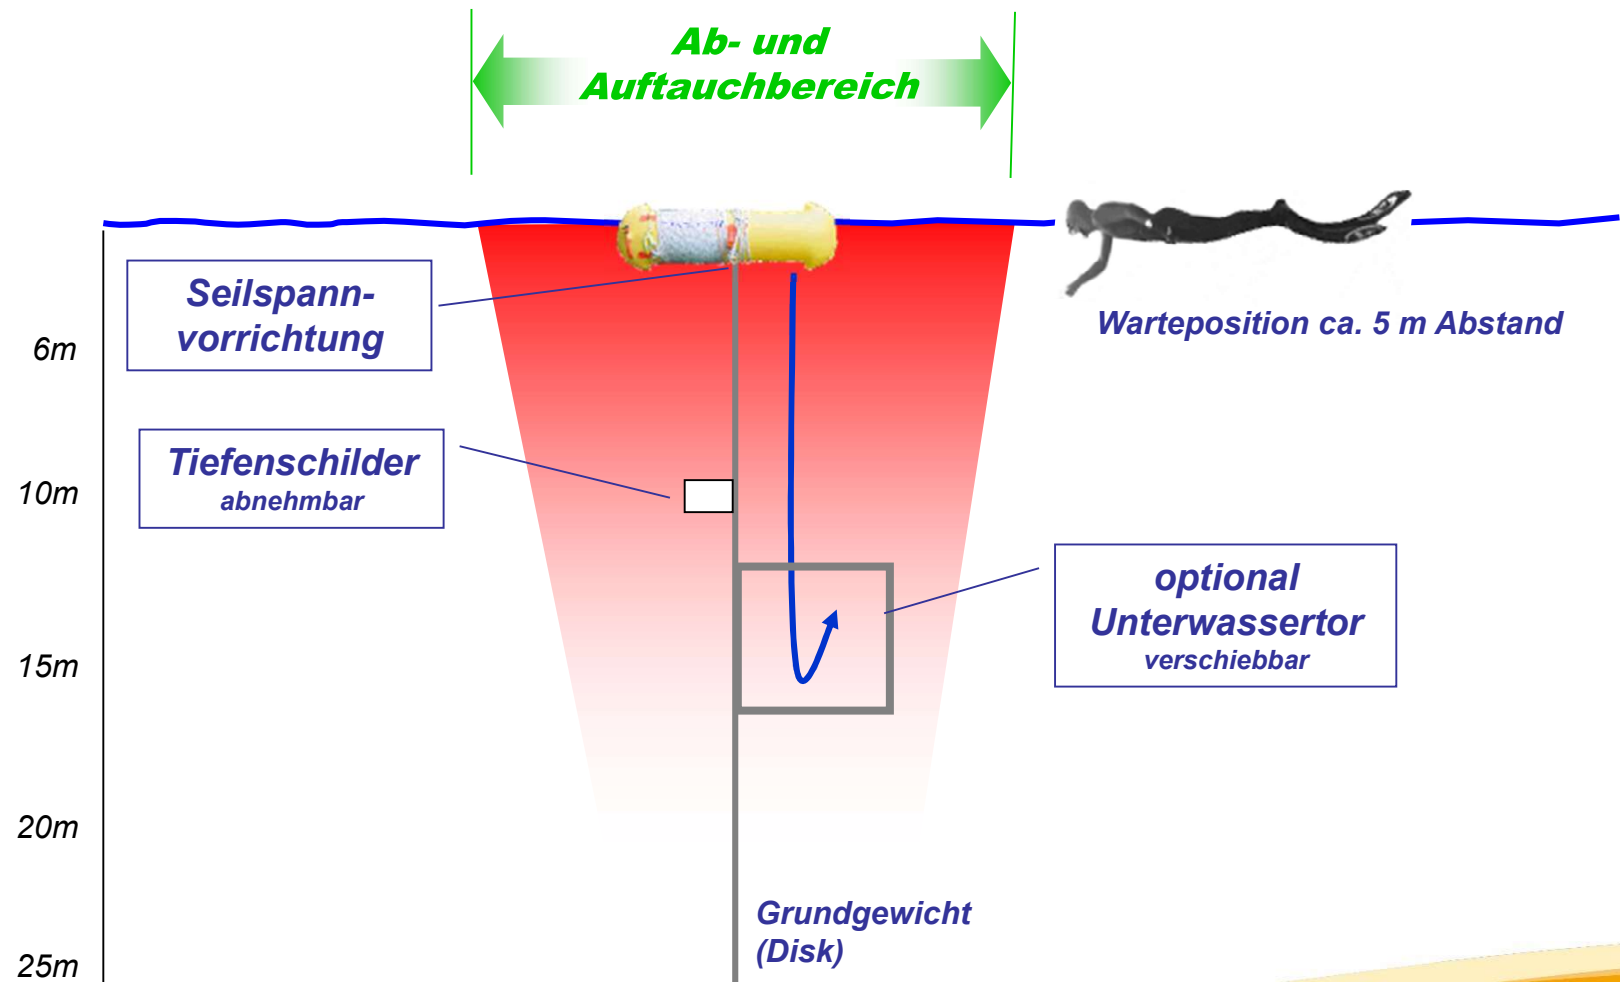 Ab- und
Auftauchbereich
Seilspann-
vorrichtung
Warteposition ca. 5 m Abstand
6m
Tiefenschilder
abnehmbar
10m
optional
Unterwassertor
verschiebbar
15m
20m
Grundgewicht
(Disk)
25m